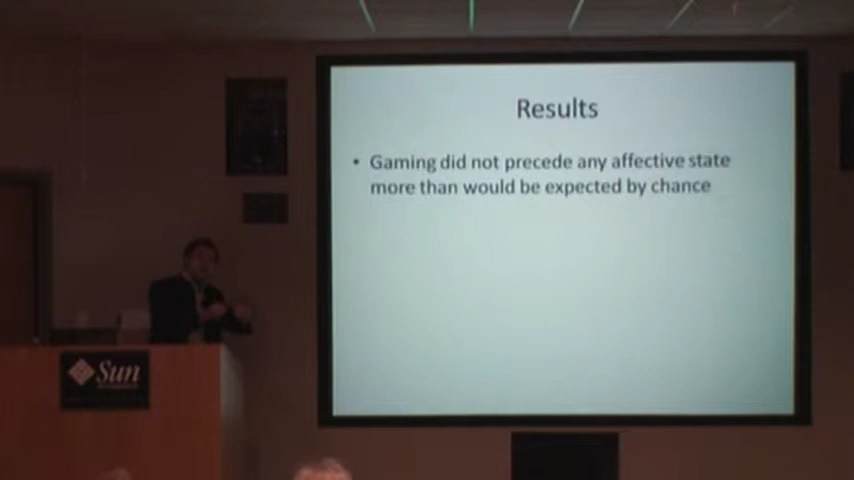 Results
• Gaming did not precede any affective state
more than would be expected by chance
Sun